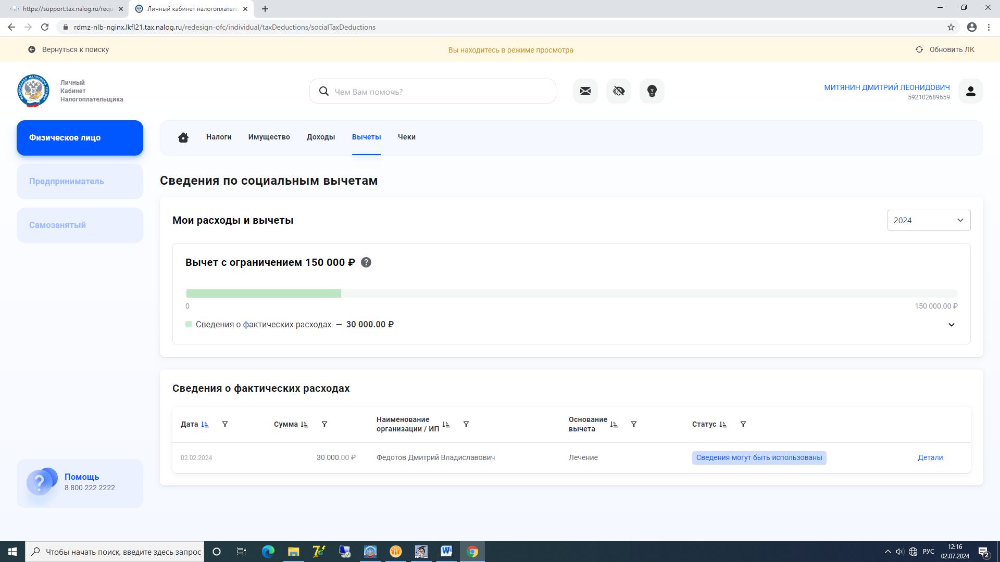 https://support.tax.nalog.ru/requ
Личный кабинет налогоплатель
rdmz-nlb-nginx.lkfl21.tax.nalog.ru/redesign-ofc/individual/taxDeductions/socialTaxDeductions
Вернуться к поиску
Вы находитесь в режиме просмотра
Обновить ЛК
ФЕДЕРАЛЬНАЯ НАЛОГОВАЯ СЛУЖБА
Личный
Кабинет
Налогоплательщика
Чем Вам помочь?
МИТЯНИН ДМИТРИЙ ЛЕОНИДОВИЧ
592102689659
Физическое лицо
Предприниматель
Самозанятый
Налоги
Имущество
Доходы
Вычеты
Чеки
Сведения по социальным вычетам
Мои расходы и вычеты
2024
Вычет с ограничением 150 000 ₽ ?
0
150 000.00 ₽
Сведения о фактических расходах — 30 000.00 ₽
Сведения о фактических расходах
Дата
Сумма
Наименование
организации / ИП
Основание
вычета
Статус
02.02.2024
30 000.00 ₽
Федотов Дмитрий Владиславович
Лечение
Сведения могут быть использованы
Детали
?
Помощь
8 800 222 2222
Чтобы начать поиск, введите здесь запрос
РУС
12:16
02.07.2024
2